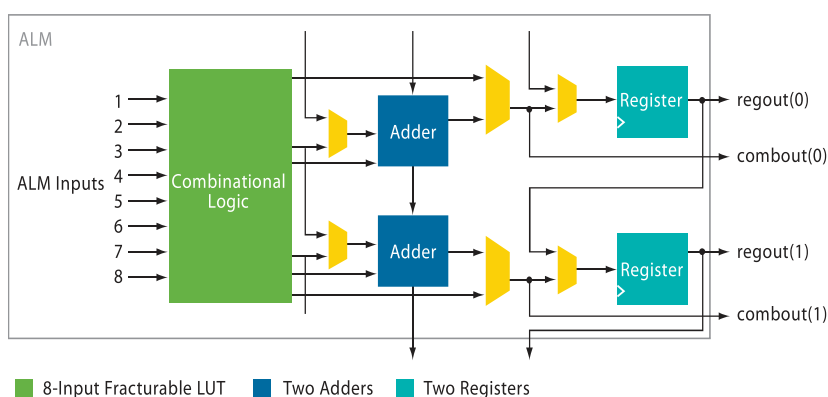 ALM
ALM Inputs
1
2
3
4
5
6
7
8
Combinational
Logic
Adder
Adder
Register
Register
regout(0)
combout(0)
regout(1)
combout(1)
8-Input Fracturable LUT
Two Adders
Two Registers